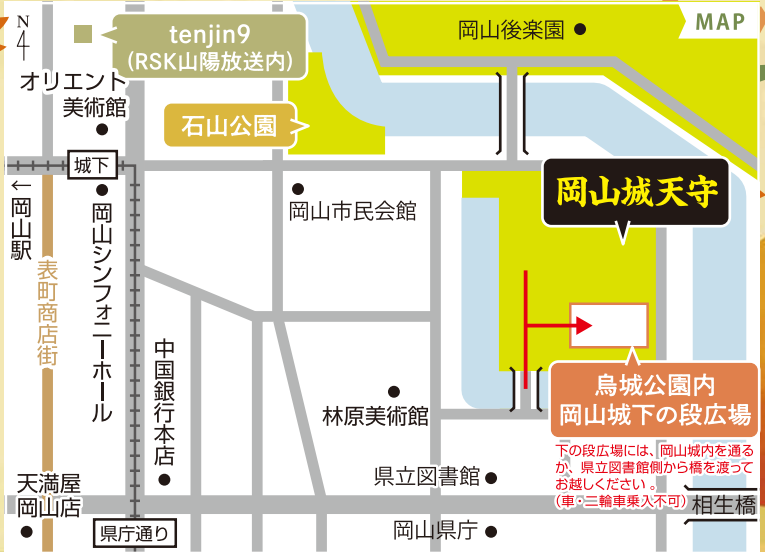 MAP
N
tenjin9
(RSK山陽放送内)
岡山後楽園
オリエント
美術館
石山公園
城下
←岡山駅
岡山市民会館
岡山城天守
岡山シンフォニーホール
表町商店街
中国銀行本店
林原美術館
烏城公園内
岡山城下の段広場
下の段広場には、岡山城内を通る
か、県立図書館側から橋を渡って
お越しください。
(車・二輪車乗入不可)
県立図書館
天満屋
岡山店
相生橋
県庁通り
岡山県庁